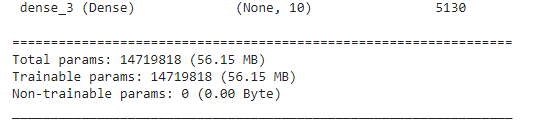 dense_3 (Dense) (None, 10) 5130
=================================================================
Total params: 14719818 (56.15 MB)
Trainable params: 14719818 (56.15 MB)
Non-trainable params: 0 (0.00 Byte)
_________________________________________________________________